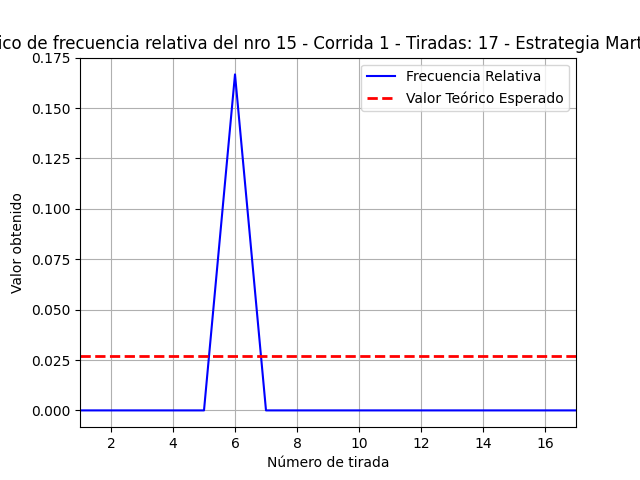 ico de frecuencia relativa del nro 15 - Corrida 1 - Tiradas: 17 - Estrategia Mart
0.175
0.150
0.125
0.100
0.075
0.050
0.025
0.000
Valor obtenido
Frecuencia Relativa
Valor Teórico Esperado
2 4 6 8 10 12 14 16
Número de tirada